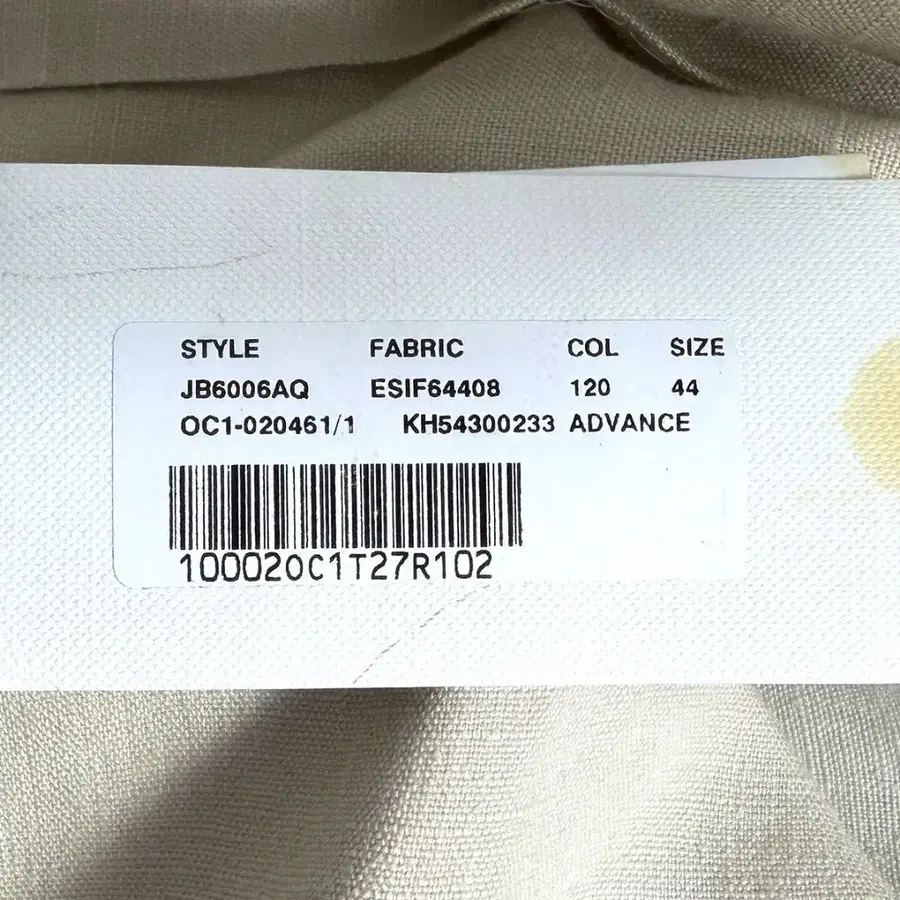 STYLE FABRIC COL SIZE
JB6006AQ ESIF64408 120 44
OC1-020461/1 KH54300233 ADVANCE
100020C1T27R102